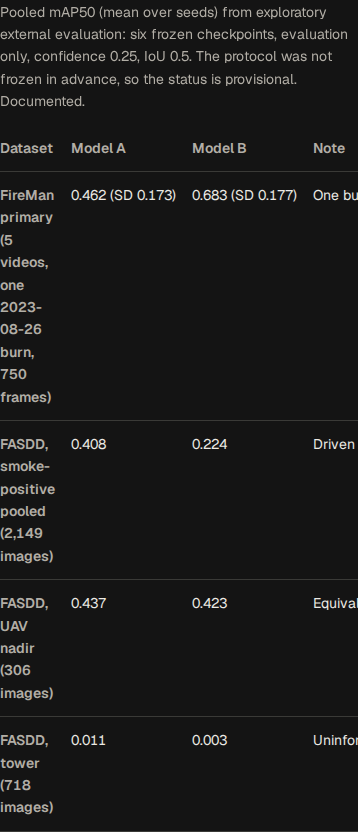 Pooled mAP50 (mean over seeds) from exploratory
external evaluation: six frozen checkpoints, evaluation
only, confidence 0.25, IoU 0.5. The protocol was not
frozen in advance, so the status is provisional.
Documented.
Dataset Model A Model B Note
FireMan 0.462 (SD 0.173) 0.683 (SD 0.177) One
primary
(5
videos,
one
2023-
08-26
burn,
750
frames)
FASDD, 0.408 0.224 Driven
smoke-
positive
pooled
(2,149
images)
FASDD, 0.437 0.423
UAV
nadir
(306
images)
FASDD, 0.011 0.003
tower
(718
images)